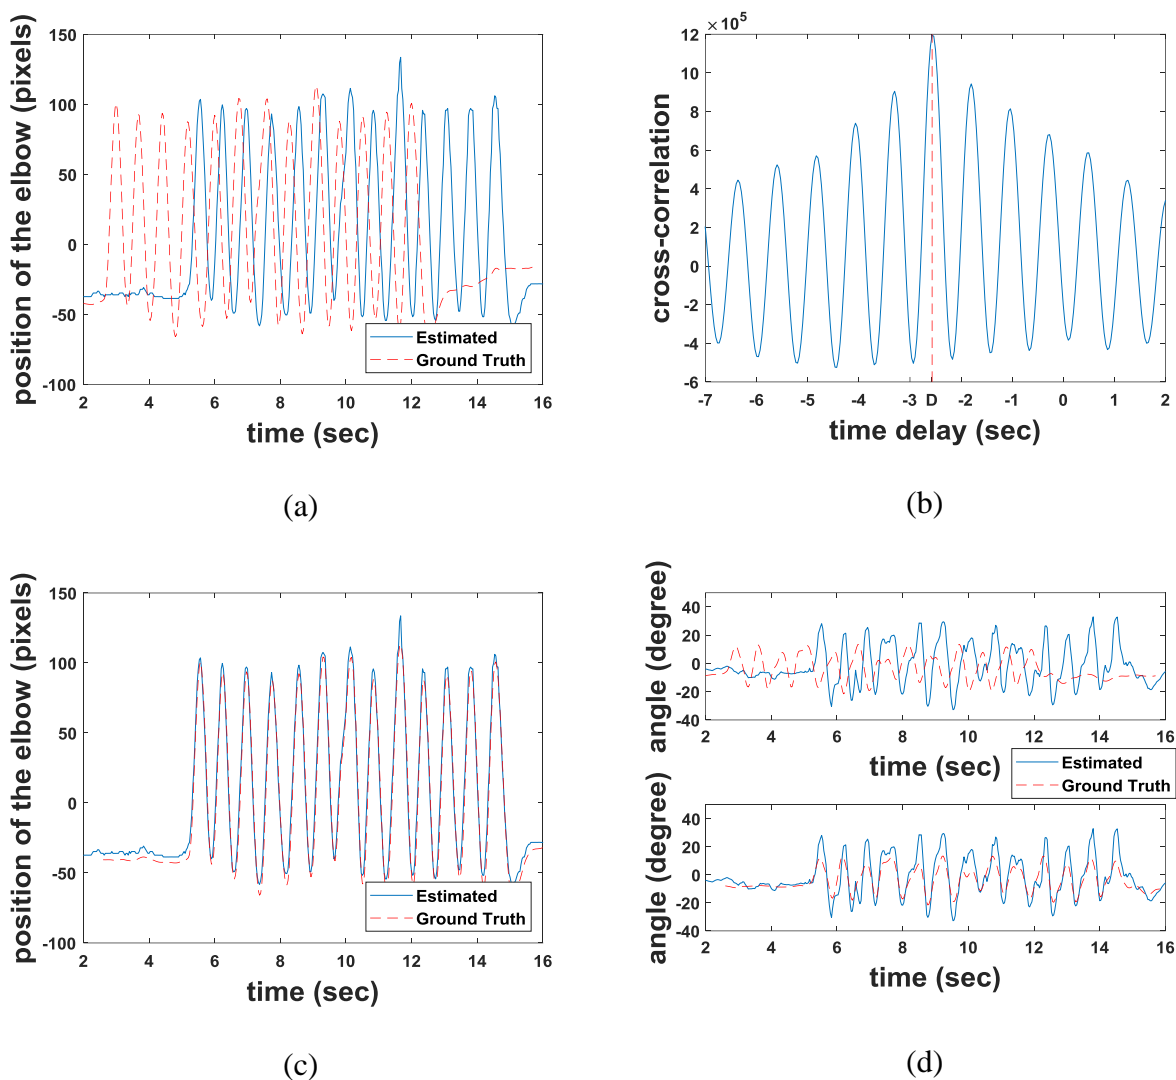 position of the elbow (pixels)
150
100
50
0
-50
-100
Estimated
Ground Truth
2 4 6 8 10 12 14 16
time (sec)
(a)
×10⁵
cross-correlation
12
10
8
6
4
2
0
-2
-4
-6
-7 -6 -5 -4 -3 D -2 -1 0 1 2
time delay (sec)
(b)
position of the elbow (pixels)
150
100
50
0
-50
-100
Estimated
Ground Truth
2 4 6 8 10 12 14 16
time (sec)
(c)
angle (degree)
40
20
0
-20
-40
2 4 6 8 10 12 14 16
time (sec)
Estimated
Ground Truth
angle (degree)
40
20
0
-20
-40
2 4 6 8 10 12 14 16
time (sec)
(d)